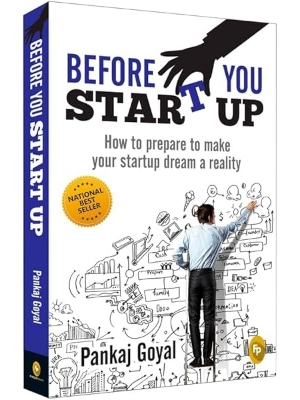 BEFORE YOU
START UP
How to prepare to make
your startup dream a reality
NATIONAL
BEST
SELLER
Pankaj Goyal
FP
BEFORE YOU START UP
Pankaj Goyal